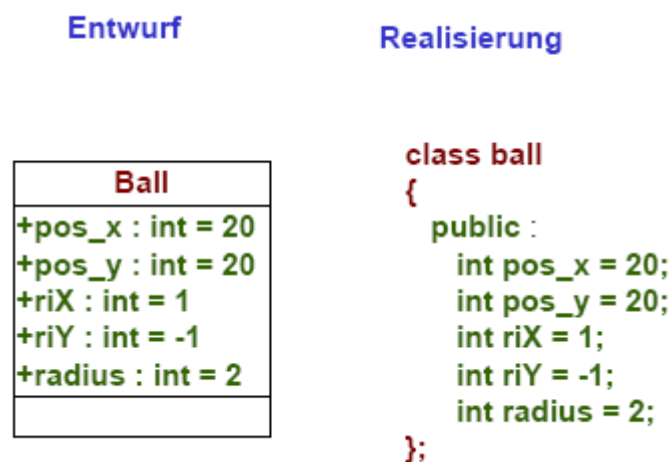 Entwurf
Realisierung
Ball
+pos_x : int = 20
+pos_y : int = 20
+riX : int = 1
+riY : int = -1
+radius : int = 2
class ball
{
public :
int pos_x = 20;
int pos_y = 20;
int riX = 1;
int riY = -1;
int radius = 2;
};